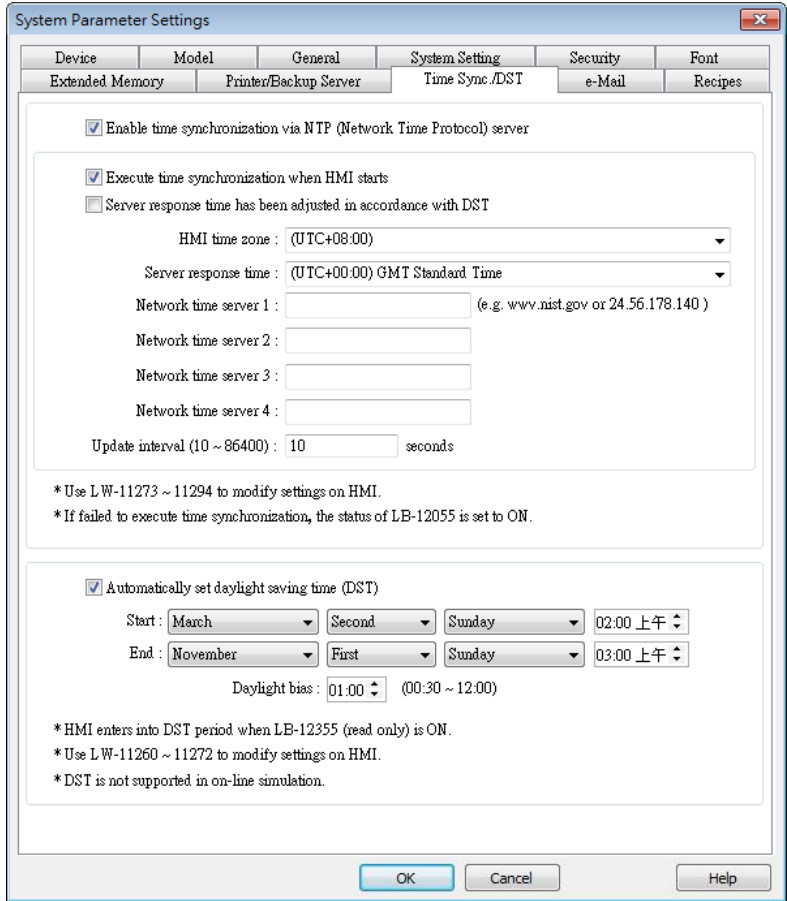 System Parameter Settings
Device Model General System Setting Security Font
Extended Memory Printer/Backup Server Time Sync./DST e-Mail Recipes
Enable time synchronization via NTP (Network Time Protocol) server
Execute time synchronization when HMI starts
Server response time has been adjusted in accordance with DST
HMI time zone : (UTC+08:00)
Server response time : (UTC+00:00) GMT Standard Time
Network time server 1 : (e.g. www.nist.gov or 24.56.178.140 )
Network time server 2 :
Network time server 3 :
Network time server 4 :
Update interval (10 ~ 86400) : 10 seconds
* Use LW-11273 ~ 11294 to modify settings on HMI.
* If failed to execute time synchronization, the status of LB-12055 is set to ON.
Automatically set daylight saving time (DST)
Start : March Second Sunday 02:00 上午
End : November First Sunday 03:00 上午
Daylight bias : 01:00 (00:30 ~ 12:00)
* HMI enters into DST period when LB-12355 (read only) is ON.
* Use LW-11260 ~ 11272 to modify settings on HMI.
* DST is not supported in on-line simulation.
OK Cancel Help